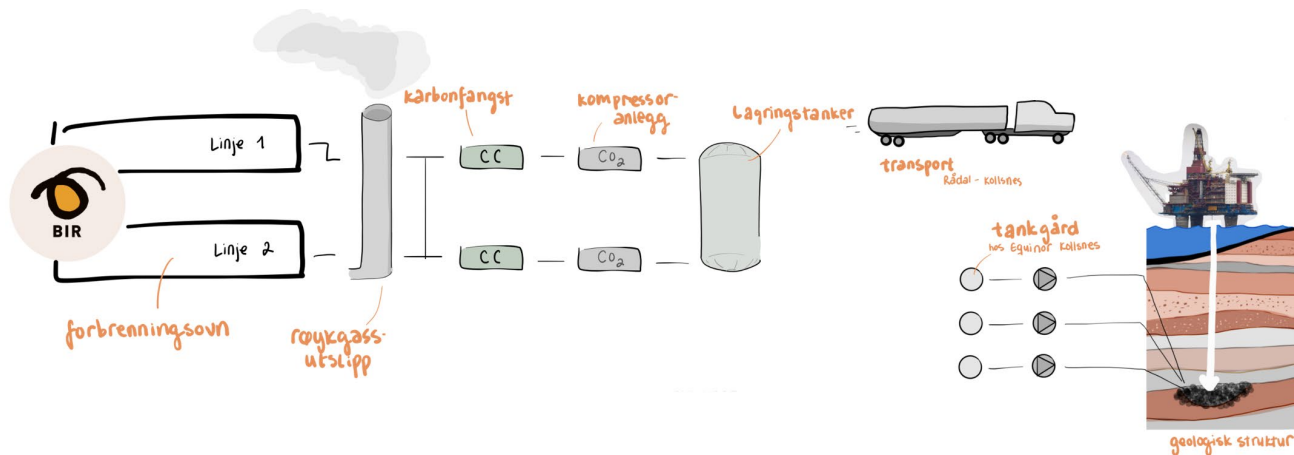 karbonfangst
kompressor-
anlegg
Lagringstanker
Linje 1
CC
CO2
transport
Rådal - Kollsnes
BIR
tankgård
hos Equinor Kollsnes
Linje 2
CC
CO2
forbrenningsovn
røykgass-
utslipp
geologisk struktur